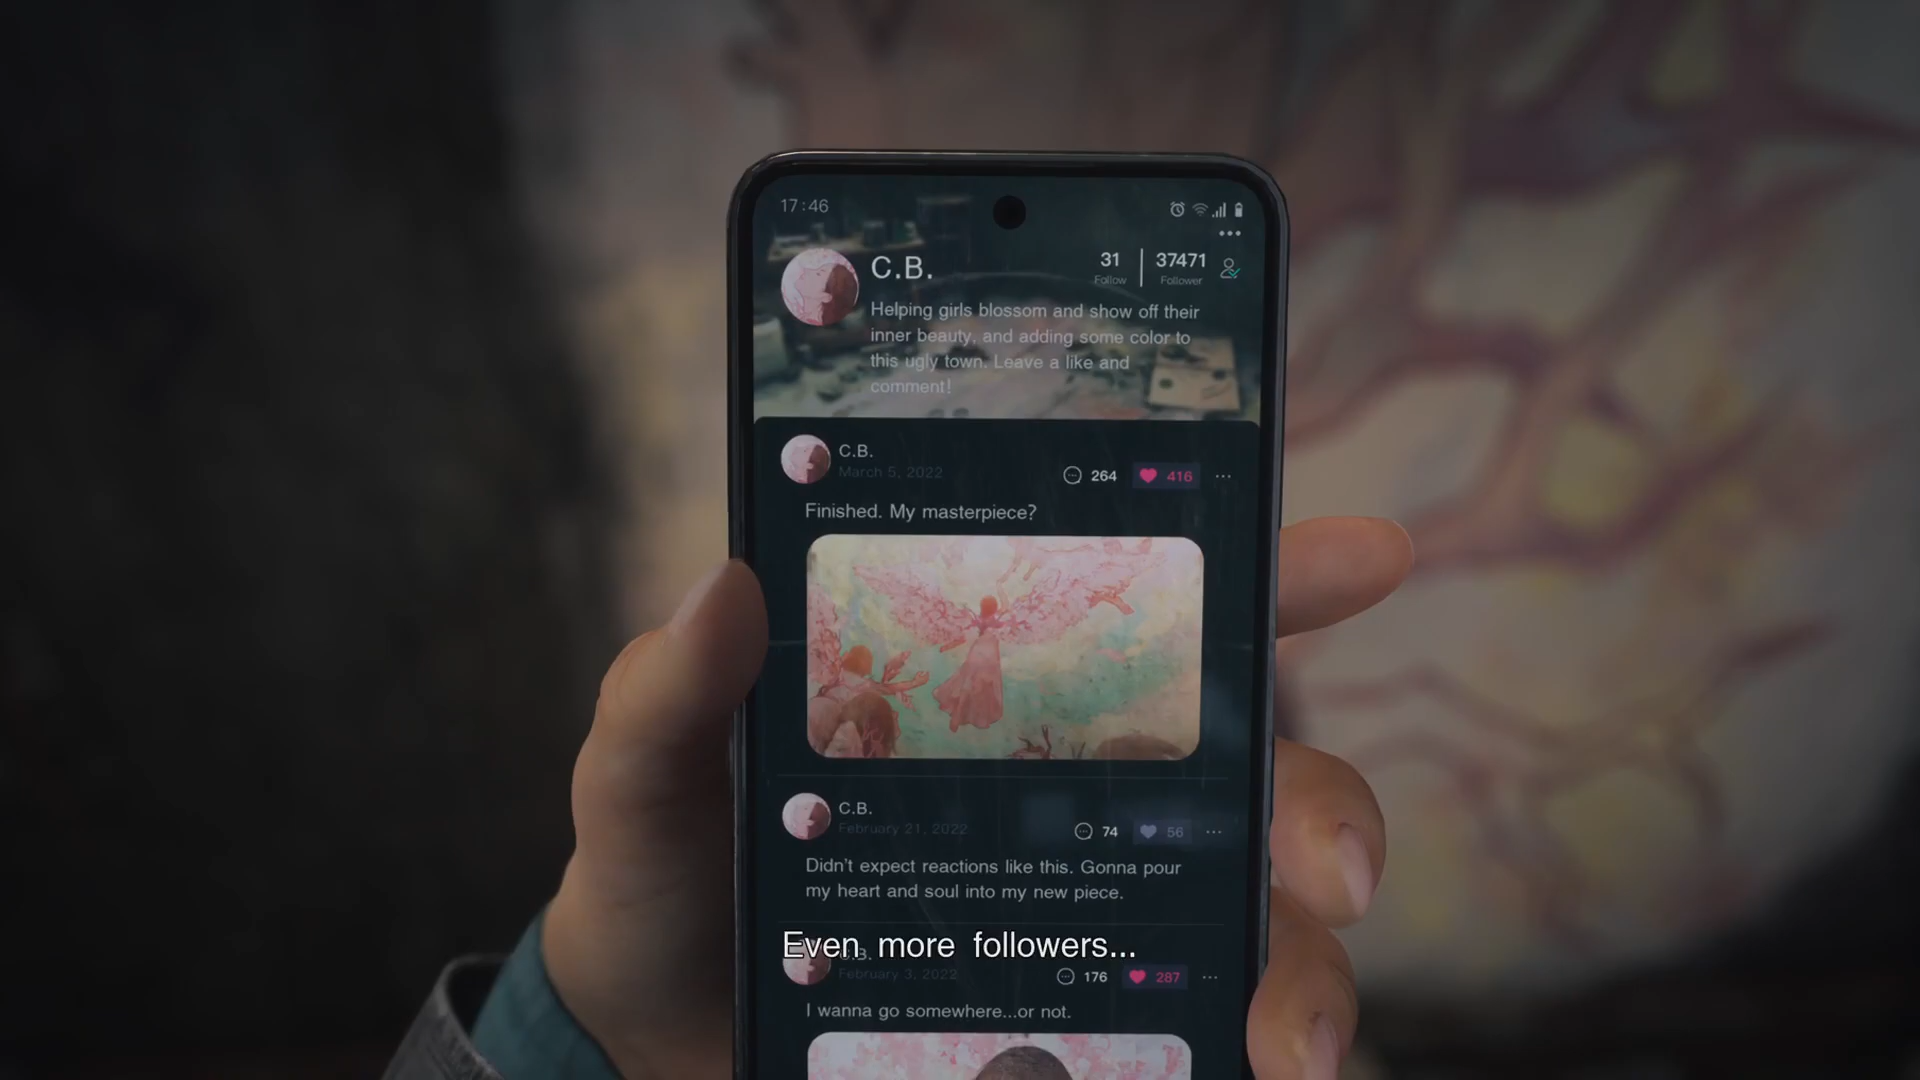 17:46
C.B.
31
37471
Follow
Follower
Helping girls blossom and show off their
inner beauty, and adding some color to
this ugly town. Leave a like and
comment!
C.B.
March 5, 2022
264
416
Finished. My masterpiece?
C.B.
February 21, 2022
74
56
Didn't expect reactions like this. Gonna pour
my heart and soul into my new piece.
Even more followers...
C.B.
February 3, 2022
176
287
I wanna go somewhere...or not.